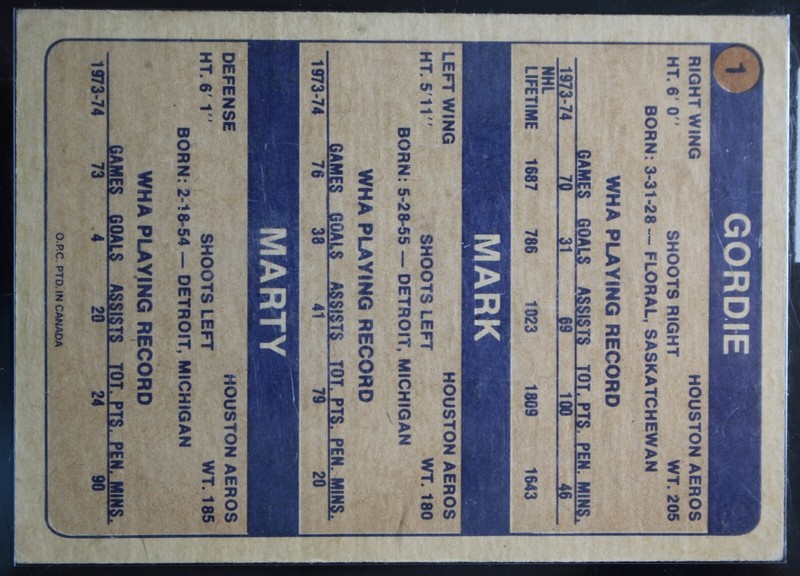 1
GORDIE
RIGHT WING HOUSTON AEROS
HT. 6' 0'' SHOOTS RIGHT WT. 205
BORN: 3-31-28 — FLORAL, SASKATCHEWAN
WHA PLAYING RECORD
GAMES GOALS ASSISTS TOT. PTS. PEN. MINS.
1973-74 70 31 69 100 46
NHL
LIFETIME 1687 786 1023 1809 1643
MARK
LEFT WING HOUSTON AEROS
HT. 5'11'' SHOOTS LEFT WT. 180
BORN: 5-28-55 — DETROIT, MICHIGAN
WHA PLAYING RECORD
GAMES GOALS ASSISTS TOT. PTS. PEN. MINS.
1973-74 76 38 41 79 20
MARTY
DEFENSE HOUSTON AEROS
HT. 6' 1'' SHOOTS LEFT WT. 185
BORN: 2-18-54 — DETROIT, MICHIGAN
WHA PLAYING RECORD
GAMES GOALS ASSISTS TOT. PTS. PEN. MINS.
1973-74 73 4 20 24 90
O.P.C. PTD. IN CANADA